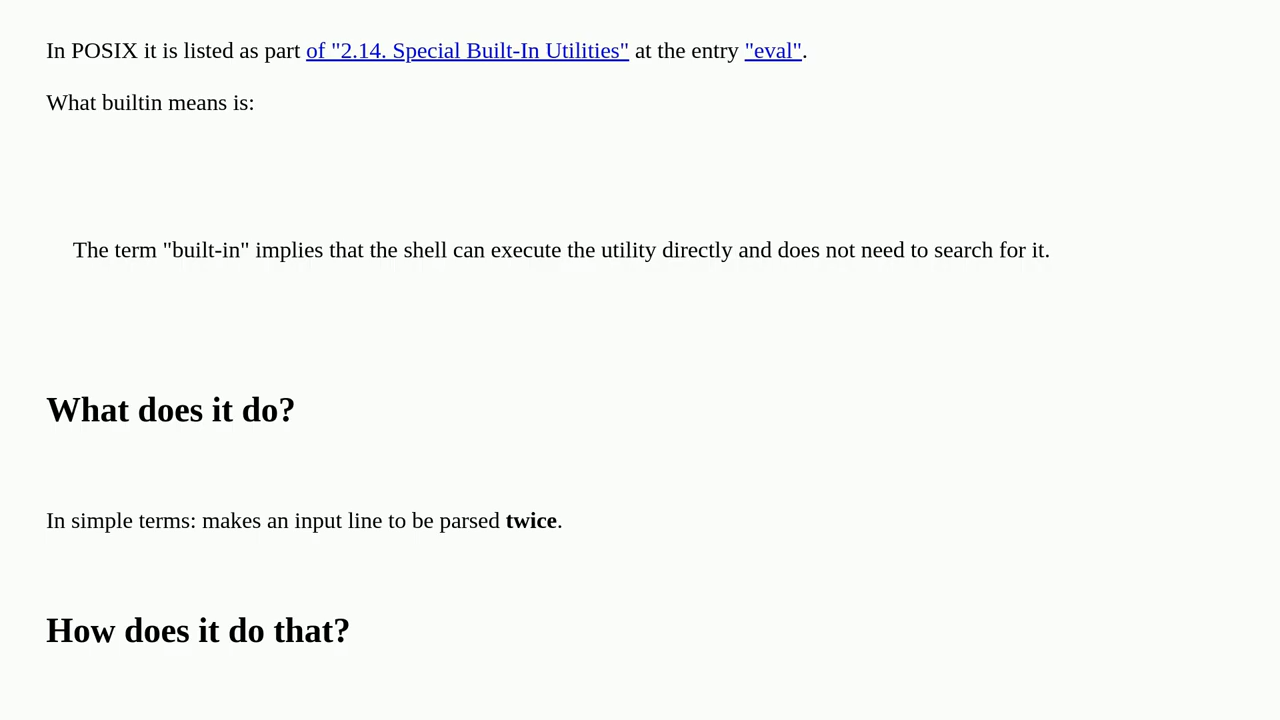 In POSIX it is listed as part of "2.14. Special Built-In Utilities" at the entry "eval".
What builtin means is:
The term "built-in" implies that the shell can execute the utility directly and does not need to search for it.
What does it do?
In simple terms: makes an input line to be parsed twice.
How does it do that?